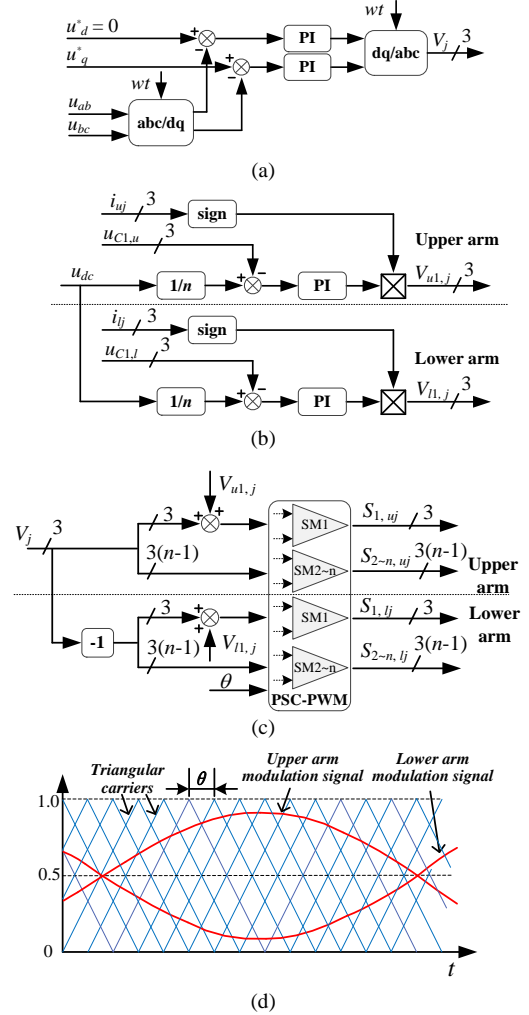 u*d = 0
wt
PI
dq/abc
Vj
3
u*q
PI
wt
uab
ubc
abc/dq
(a)
iuj
3
sign
uC1,u
3
Upper arm
udc
1/n
PI
Vu1, j
3
ilj
3
sign
uC1,l
3
Lower arm
1/n
PI
Vl1, j
3
(b)
Vu1, j
Vj
3
3
SM1
S1, uj
3
3(n-1)
SM2~n
S2~n, uj
3(n-1)
Upper
arm
3
SM1
S1, lj
3
Lower
arm
-1
3(n-1)
Vl1, j
SM2~n
S2~n, lj
3(n-1)
θ
PSC-PWM
(c)
Triangular
carriers
θ
Upper arm
modulation signal
Lower arm
modulation signal
1.0
0.5
0
t
(d)